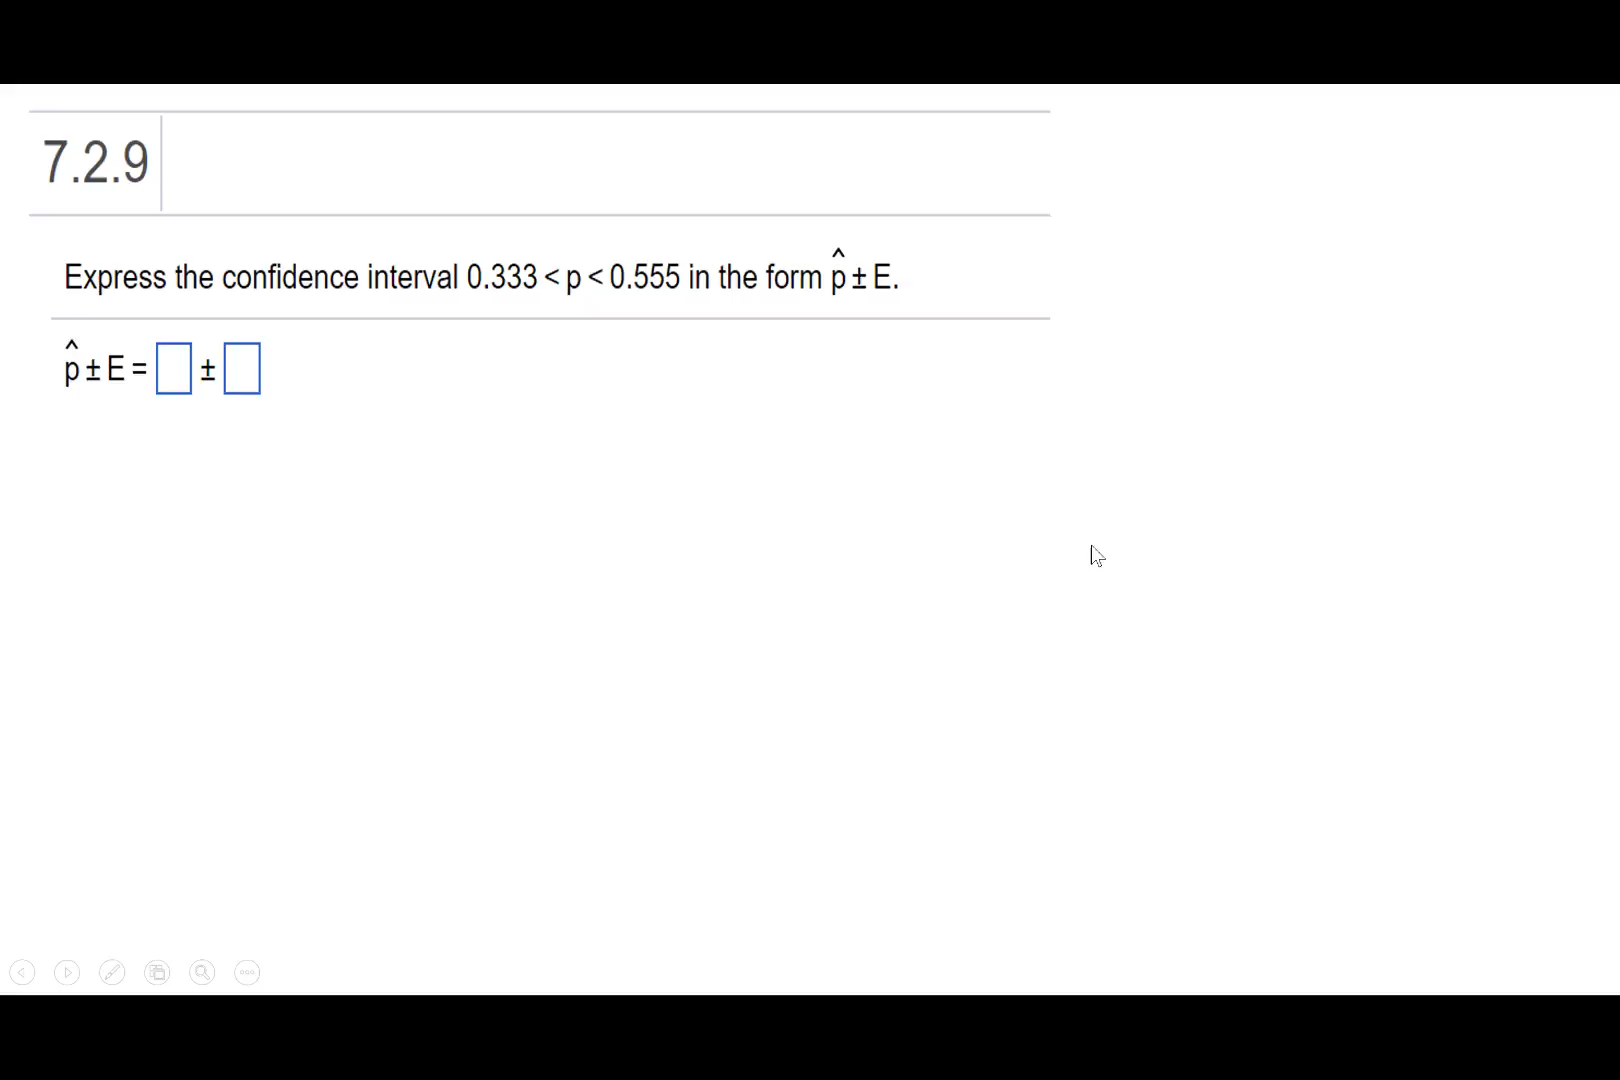 7.2.9
Express the confidence interval 0.333 < p < 0.555 in the form p̂ ± E.
p̂ ± E = ±